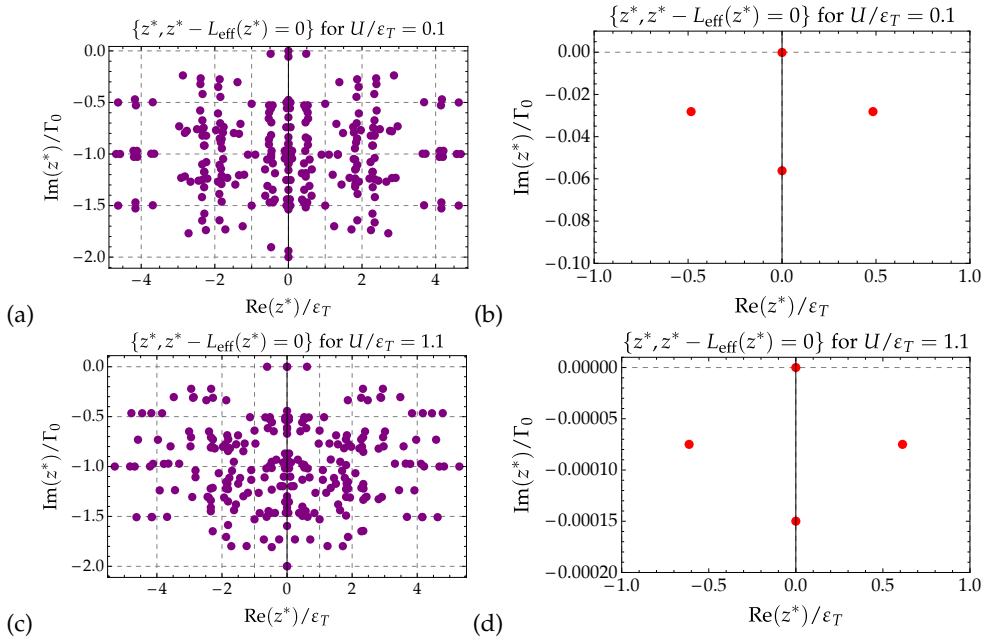 {z*, z* − L_eff(z*) = 0} for U/ε_T = 0.1
0.0
−0.5
−1.0
−1.5
−2.0
Im(z*)/Γ_0
−4
−2
0
2
4
Re(z*)/ε_T
(a)
{z*, z* − L_eff(z*) = 0} for U/ε_T = 0.1
0.00
−0.02
−0.04
−0.06
−0.08
−0.10
Im(z*)/Γ_0
−1.0
−0.5
0.0
0.5
1.0
Re(z*)/ε_T
(b)
{z*, z* − L_eff(z*) = 0} for U/ε_T = 1.1
0.0
−0.5
−1.0
−1.5
−2.0
Im(z*)/Γ_0
−4
−2
0
2
4
Re(z*)/ε_T
(c)
{z*, z* − L_eff(z*) = 0} for U/ε_T = 1.1
0.00000
−0.00005
−0.00010
−0.00015
−0.00020
Im(z*)/Γ_0
−1.0
−0.5
0.0
0.5
1.0
Re(z*)/ε_T
(d)